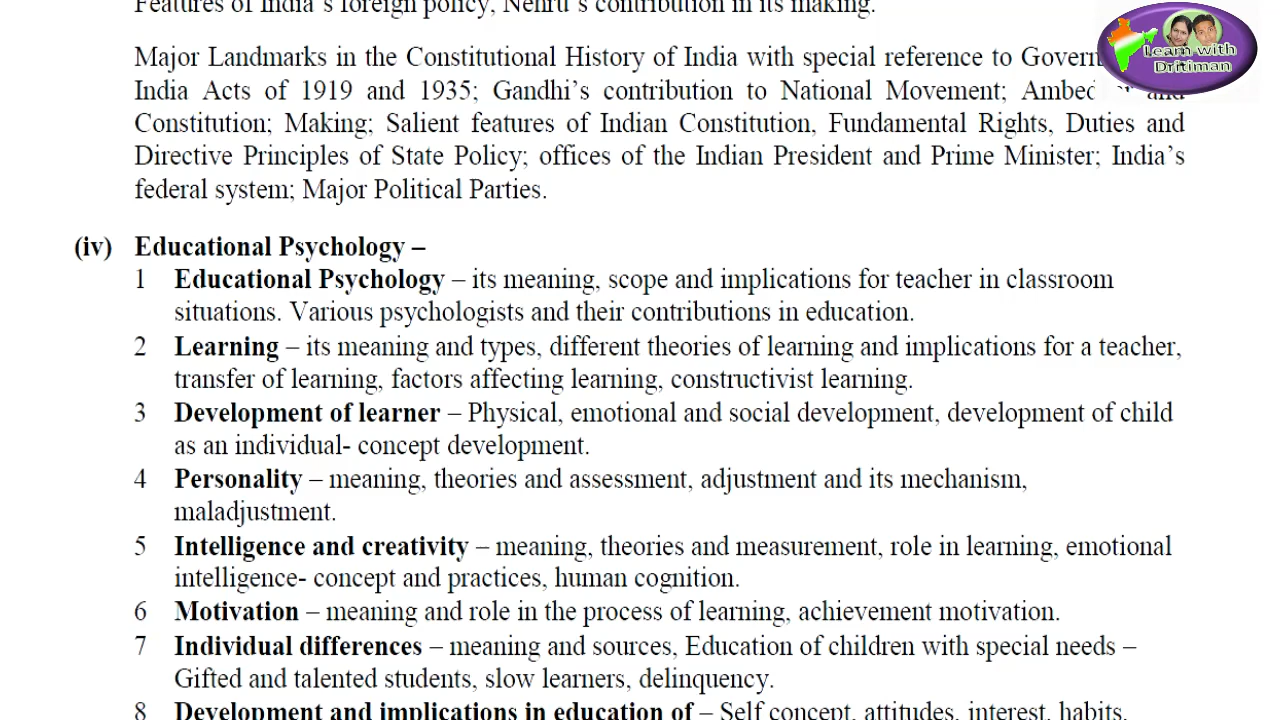 Features of India's foreign policy, Nehru's contribution in its making.
Major Landmarks in the Constitutional History of India with special reference to
India Acts of 1919 and 1935; Gandhi's contribution to National Movement; and
Constitution; Making; Salient features of Indian Constitution, Fundamental Rights, Duties and
Directive Principles of State Policy; offices of the Indian President and Prime Minister; India's
federal system; Major Political Parties.
Learn with
Dritiman
(iv) Educational Psychology –
1 Educational Psychology – its meaning, scope and implications for teacher in classroom
situations. Various psychologists and their contributions in education.
2 Learning – its meaning and types, different theories of learning and implications for a teacher,
transfer of learning, factors affecting learning, constructivist learning.
3 Development of learner – Physical, emotional and social development, development of child
as an individual- concept development.
4 Personality – meaning, theories and assessment, adjustment and its mechanism,
maladjustment.
5 Intelligence and creativity – meaning, theories and measurement, role in learning, emotional
intelligence- concept and practices, human cognition.
6 Motivation – meaning and role in the process of learning, achievement motivation.
7 Individual differences – meaning and sources, Education of children with special needs –
Gifted and talented students, slow learners, delinquency.
8 Development and implications in education of – Self concept, attitudes, interest, habits,